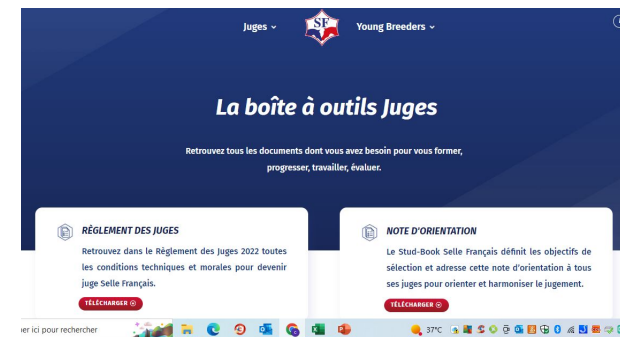 Juges
SF
Young Breeders
La boîte à outils Juges
Retrouvez tous les documents dont vous avez besoin pour vous former,
progresser, travailler, évaluer.
RÈGLEMENT DES JUGES
Retrouvez dans le Règlement des Juges 2022 toutes
les conditions techniques et morales pour devenir
juge Selle Français.
TÉLÉCHARGER
NOTE D'ORIENTATION
Le Stud-Book Selle Français définit les objectifs de
sélection et adresse cette note d'orientation à tous
ses juges pour orienter et harmoniser le jugement.
TÉLÉCHARGER
er ici pour rechercher
37°C